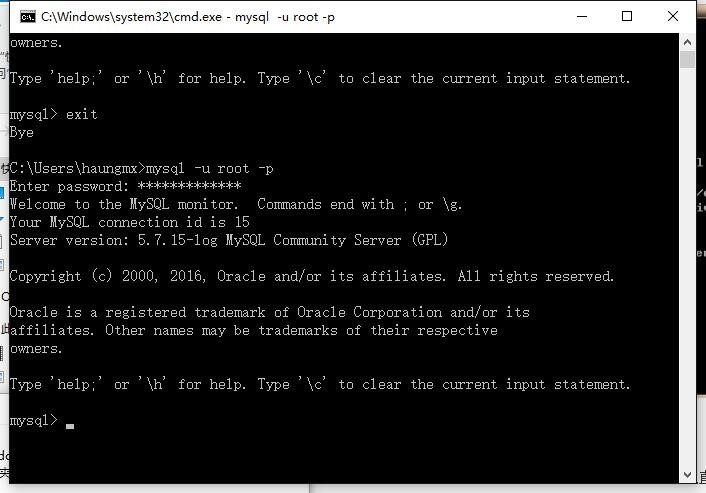 C:\Windows\system32\cmd.exe - mysql  -u root -p
owners.
Type 'help;' or '\h' for help. Type '\c' to clear the current input statement.
mysql> exit
Bye
C:\Users\haungmx>mysql -u root -p
Enter password: *************
Welcome to the MySQL monitor.  Commands end with ; or \g.
Your MySQL connection id is 15
Server version: 5.7.15-log MySQL Community Server (GPL)
Copyright (c) 2000, 2016, Oracle and/or its affiliates. All rights reserved.
Oracle is a registered trademark of Oracle Corporation and/or its
affiliates. Other names may be trademarks of their respective
owners.
Type 'help;' or '\h' for help. Type '\c' to clear the current input statement.
mysql>